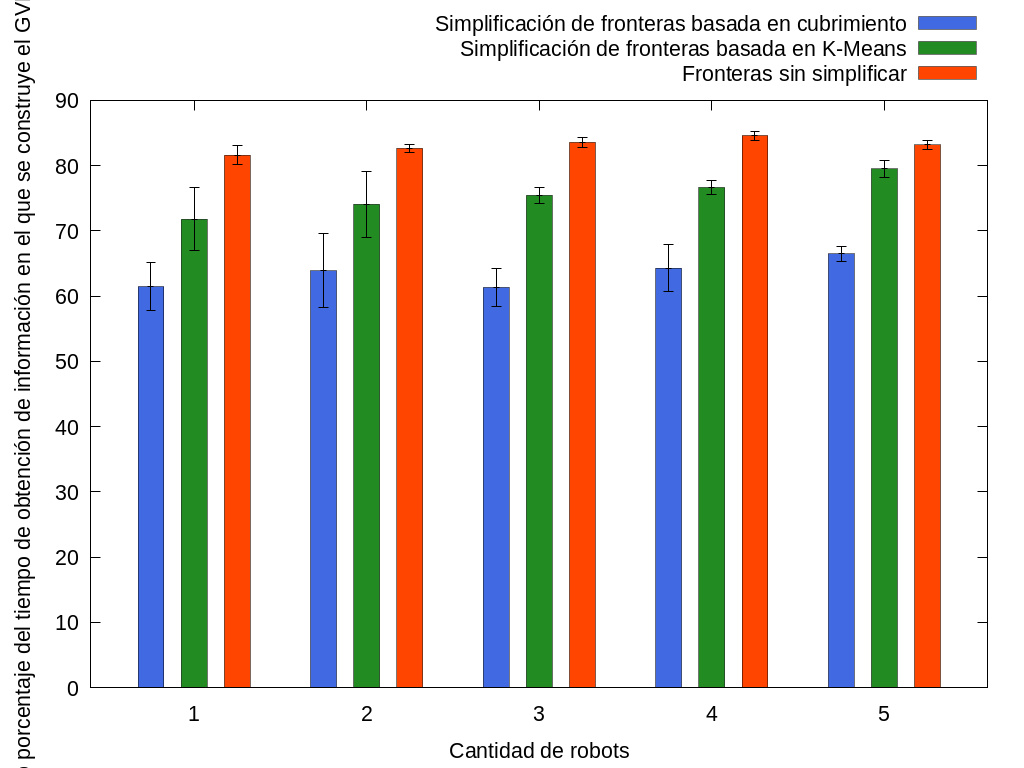 Simplificación de fronteras basada en cubrimiento
Simplificación de fronteras basada en K-Means
Fronteras sin simplificar
porcentaje del tiempo de obtención de información en el que se construye el
90
80
70
60
50
40
30
20
10
0
1 2 3 4 5
Cantidad de robots